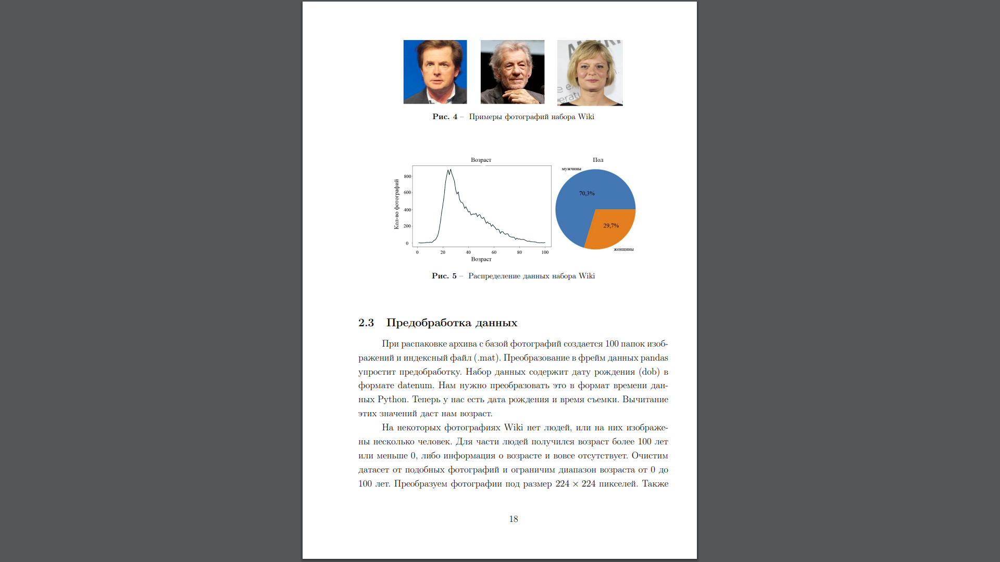 Рис. 4 – Примеры фотографий набора Wiki
Возраст
Пол
Кол-во фотографий
800
600
400
200
0
0 20 40 60 80 100
Возраст
мужчины
70,3%
29,7%
женщины
Рис. 5 – Распределение данных набора Wiki
2.3 Предобработка данных
При распаковке архива с базой фотографий создается 100 папок изоб-
ражений и индексный файл (.mat). Преобразование в фрейм данных pandas
упростит предобработку. Набор данных содержит дату рождения (dob) в
формате datenum. Нам нужно преобразовать это в формат времени дан-
ных Python. Теперь у нас есть дата рождения и время съемки. Вычитание
этих значений даст нам возраст.
На некоторых фотографиях Wiki нет людей, или на них изображе-
ны несколько человек. Для части людей получился возраст более 100 лет
или меньше 0, либо информация о возрасте и вовсе отсутствует. Очистим
датасет от подобных фотографий и ограничим диапазон возраста от 0 до
100 лет. Преобразуем фотографии под размер 224 × 224 пикселей. Также
18